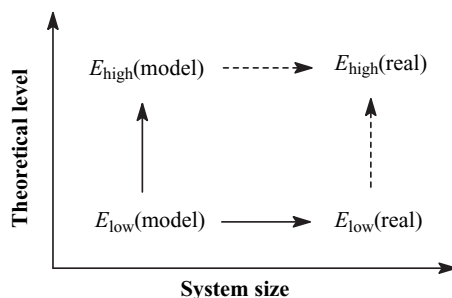 E_high(model) E_high(real)
Theoretical level
E_low(model) E_low(real)
System size